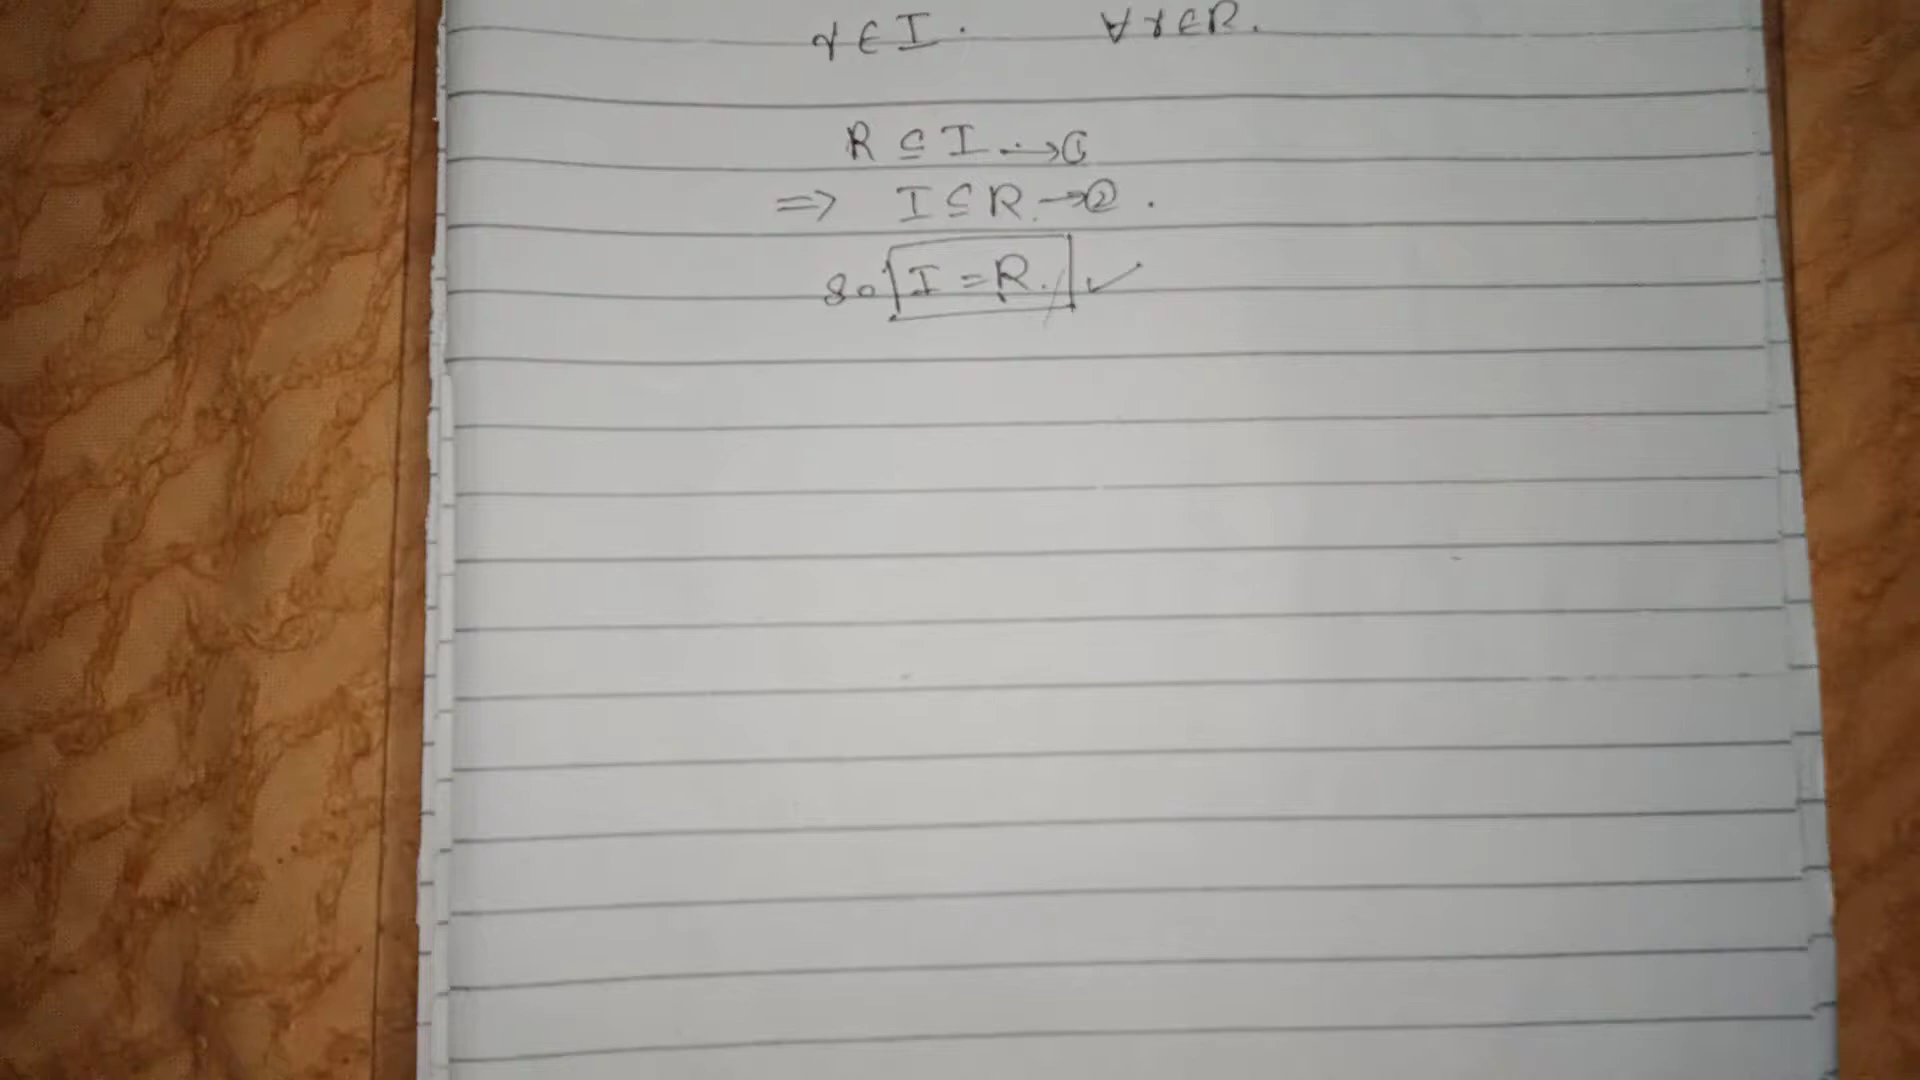 r ∈ I. ∀ r ∈ R.
R ⊆ I. → ①
⇒ I ⊆ R. → ② .
so I = R. ✓